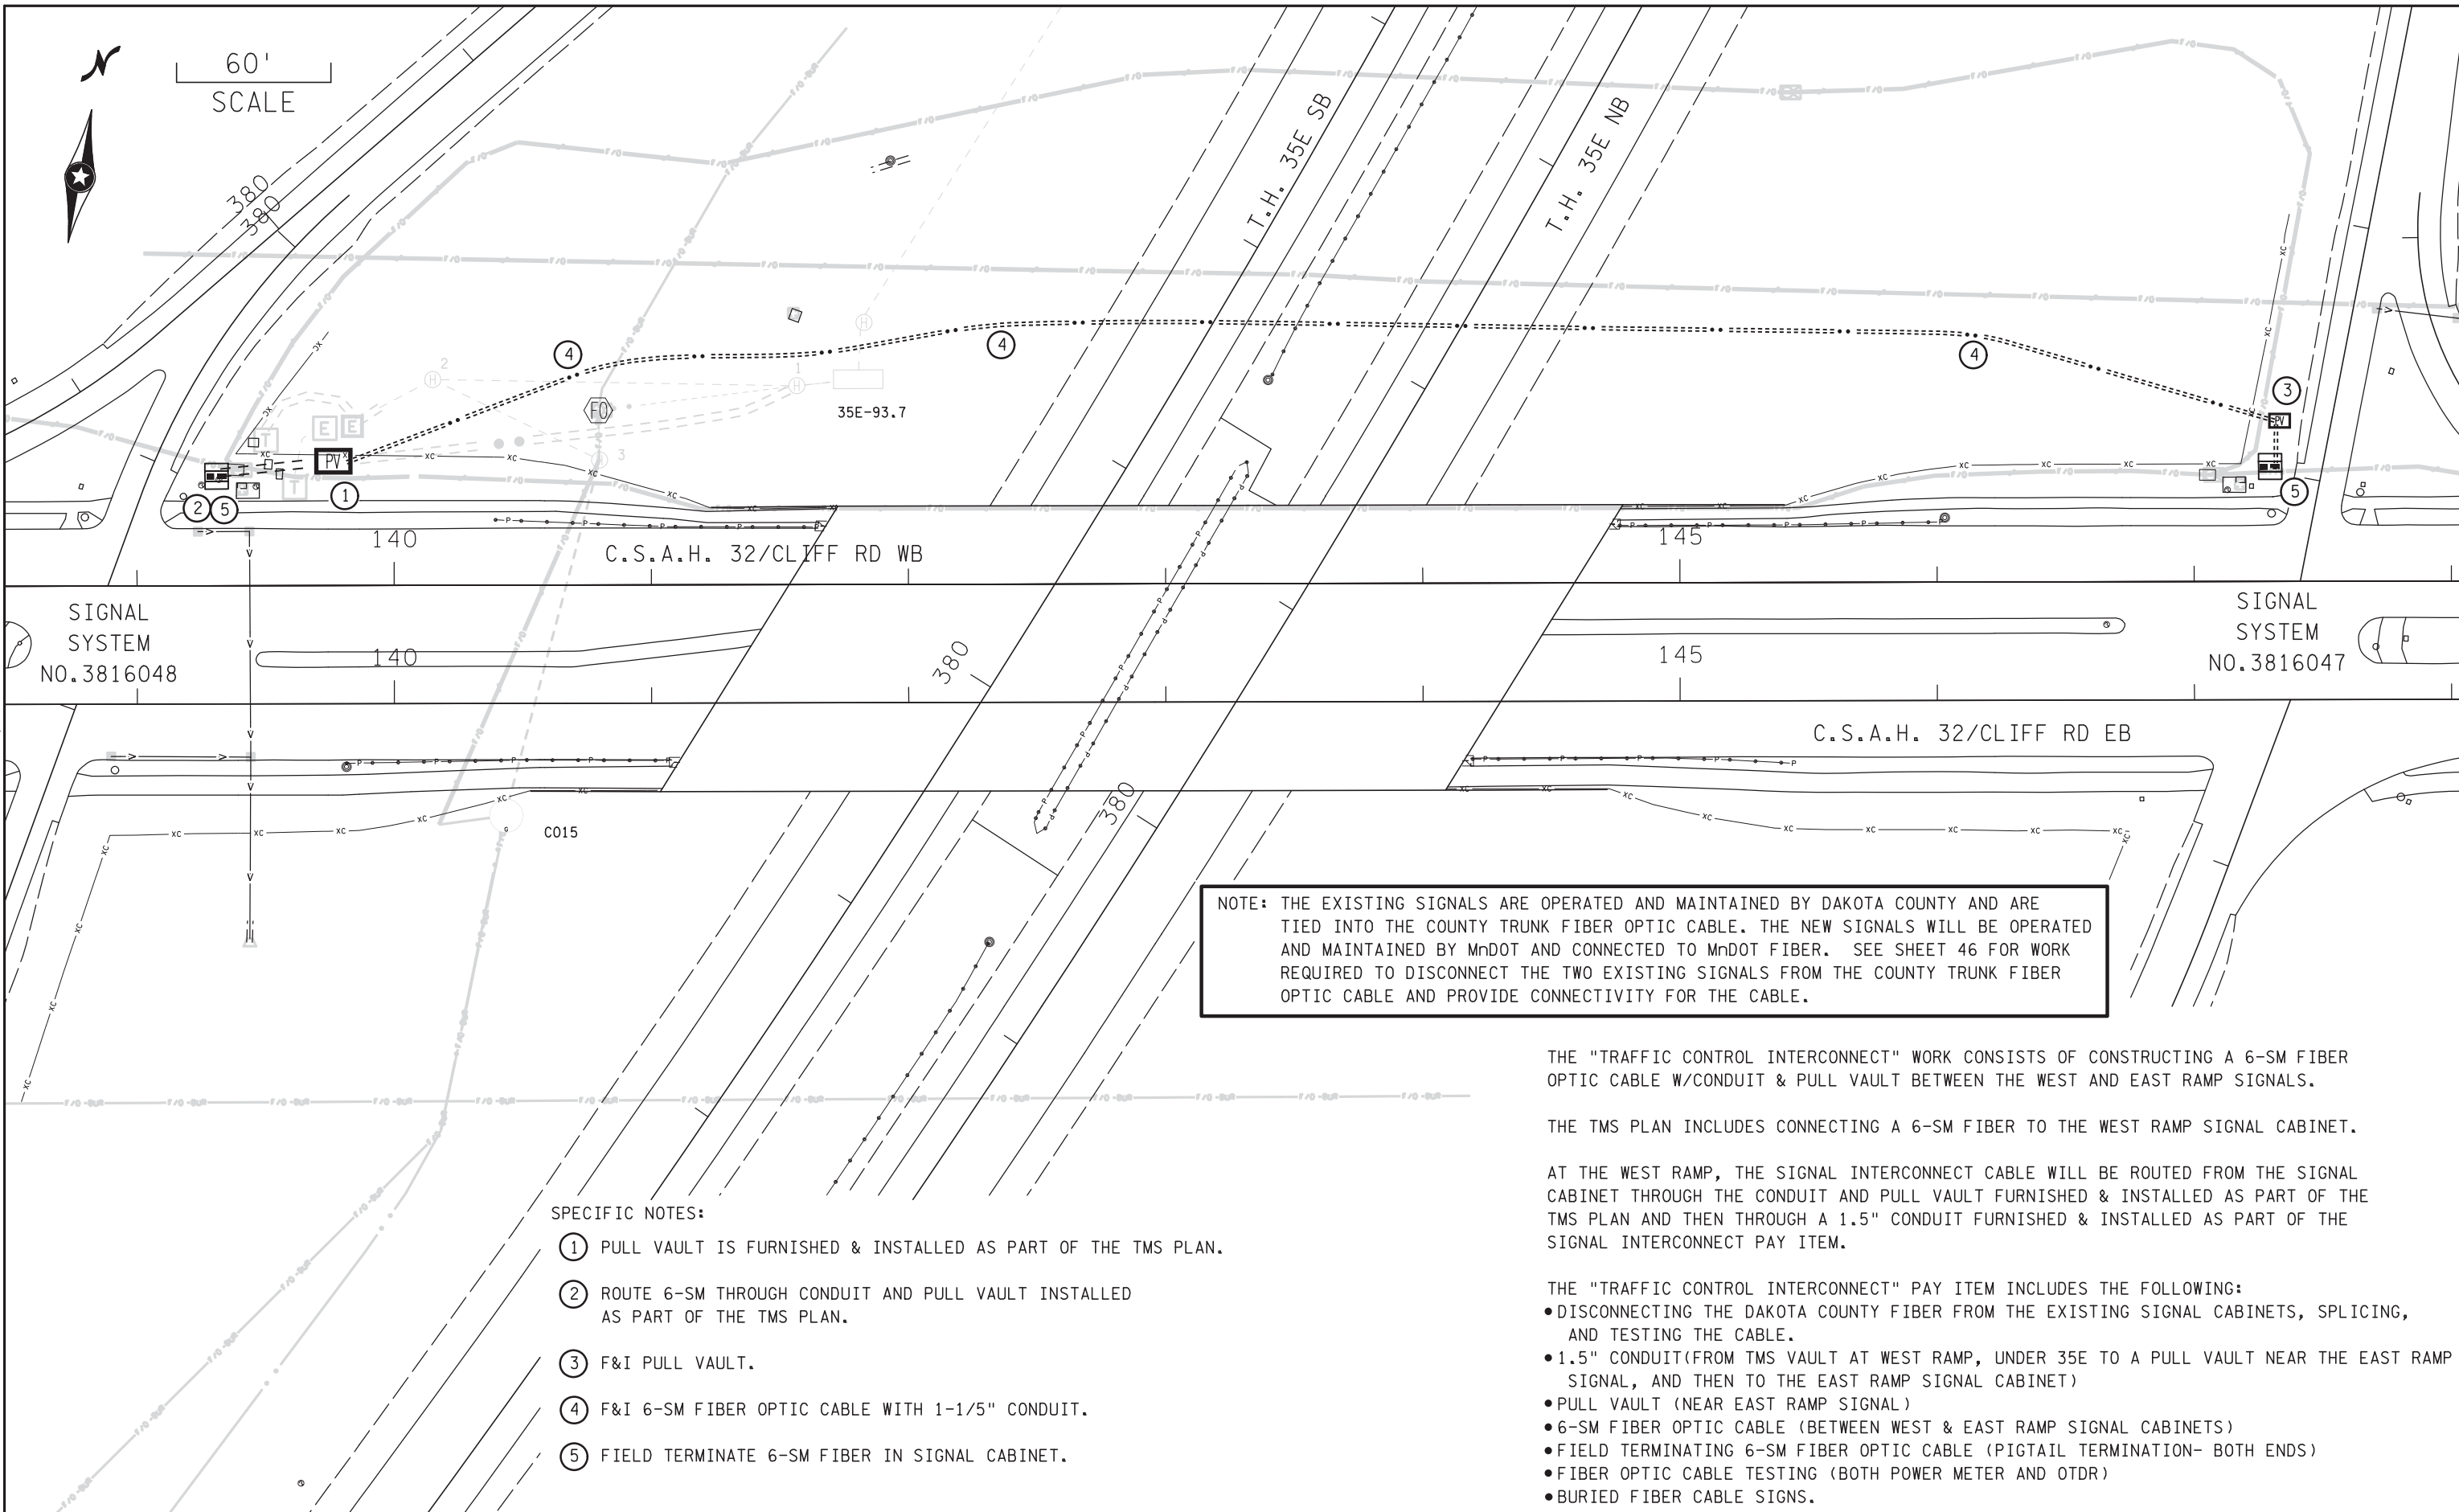 N
60'
SCALE
380
380
T.H. 35E SB
T.H. 35E NB
4
4
4
3
2
1
H
H
H
3
FO
35E-93.7
T
E
E
T
PV
PV
1
2
5
5
140
145
C.S.A.H. 32/CLIFF RD WB
SIGNAL
SYSTEM
NO.3816048
140
380
145
SIGNAL
SYSTEM
NO.3816047
C.S.A.H. 32/CLIFF RD EB
380
C015
NOTE: THE EXISTING SIGNALS ARE OPERATED AND MAINTAINED BY DAKOTA COUNTY AND ARE
TIED INTO THE COUNTY TRUNK FIBER OPTIC CABLE. THE NEW SIGNALS WILL BE OPERATED
AND MAINTAINED BY MnDOT AND CONNECTED TO MnDOT FIBER. SEE SHEET 46 FOR WORK
REQUIRED TO DISCONNECT THE TWO EXISTING SIGNALS FROM THE COUNTY TRUNK FIBER
OPTIC CABLE AND PROVIDE CONNECTIVITY FOR THE CABLE.
THE "TRAFFIC CONTROL INTERCONNECT" WORK CONSISTS OF CONSTRUCTING A 6-SM FIBER
OPTIC CABLE W/CONDUIT & PULL VAULT BETWEEN THE WEST AND EAST RAMP SIGNALS.
THE TMS PLAN INCLUDES CONNECTING A 6-SM FIBER TO THE WEST RAMP SIGNAL CABINET.
AT THE WEST RAMP, THE SIGNAL INTERCONNECT CABLE WILL BE ROUTED FROM THE SIGNAL
CABINET THROUGH THE CONDUIT AND PULL VAULT FURNISHED & INSTALLED AS PART OF THE
TMS PLAN AND THEN THROUGH A 1.5" CONDUIT FURNISHED & INSTALLED AS PART OF THE
SIGNAL INTERCONNECT PAY ITEM.
THE "TRAFFIC CONTROL INTERCONNECT" PAY ITEM INCLUDES THE FOLLOWING:
• DISCONNECTING THE DAKOTA COUNTY FIBER FROM THE EXISTING SIGNAL CABINETS, SPLICING,
AND TESTING THE CABLE.
• 1.5" CONDUIT(FROM TMS VAULT AT WEST RAMP, UNDER 35E TO A PULL VAULT NEAR THE EAST RAMP
SIGNAL, AND THEN TO THE EAST RAMP SIGNAL CABINET)
• PULL VAULT (NEAR EAST RAMP SIGNAL)
• 6-SM FIBER OPTIC CABLE (BETWEEN WEST & EAST RAMP SIGNAL CABINETS)
• FIELD TERMINATING 6-SM FIBER OPTIC CABLE (PIGTAIL TERMINATION- BOTH ENDS)
• FIBER OPTIC CABLE TESTING (BOTH POWER METER AND OTDR)
• BURIED FIBER CABLE SIGNS.
SPECIFIC NOTES:
1 PULL VAULT IS FURNISHED & INSTALLED AS PART OF THE TMS PLAN.
2 ROUTE 6-SM THROUGH CONDUIT AND PULL VAULT INSTALLED
AS PART OF THE TMS PLAN.
3 F&I PULL VAULT.
4 F&I 6-SM FIBER OPTIC CABLE WITH 1-1/5" CONDUIT.
5 FIELD TERMINATE 6-SM FIBER IN SIGNAL CABINET.